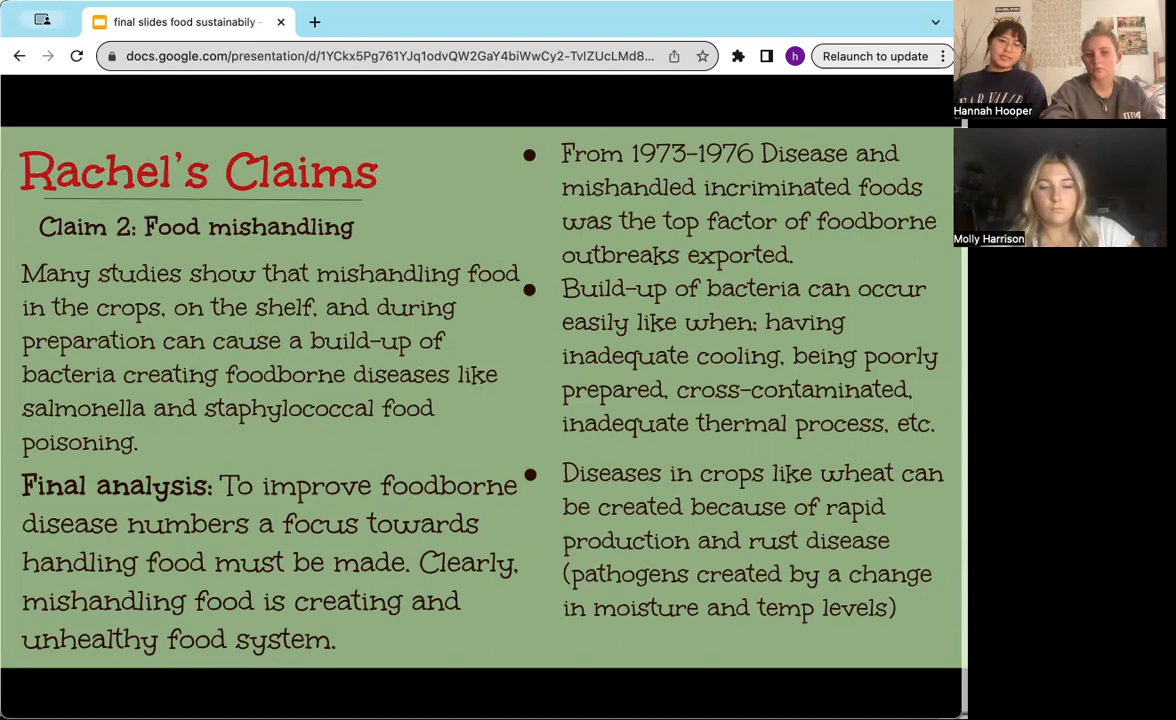 final slides food sustainabily -
docs.google.com/presentation/d/1YCkx5Pg761YJq1odvQW2GaY4biWwCy2-TvIZUcLMd8...
h
Relaunch to update
Rachel's Claims
Claim 2: Food mishandling
Many studies show that mishandling food
in the crops, on the shelf, and during
preparation can cause a build-up of
bacteria creating foodborne diseases like
salmonella and staphylococcal food
poisoning.
Final analysis: To improve foodborne
disease numbers a focus towards
handling food must be made. Clearly,
mishandling food is creating and
unhealthy food system.
● From 1973-1976 Disease and
mishandled incriminated foods
was the top factor of foodborne
outbreaks exported.
● Build-up of bacteria can occur
easily like when; having
inadequate cooling, being poorly
prepared, cross-contaminated,
inadequate thermal process, etc.
● Diseases in crops like wheat can
be created because of rapid
production and rust disease
(pathogens created by a change
in moisture and temp levels)
Hannah Hooper
Molly Harrison